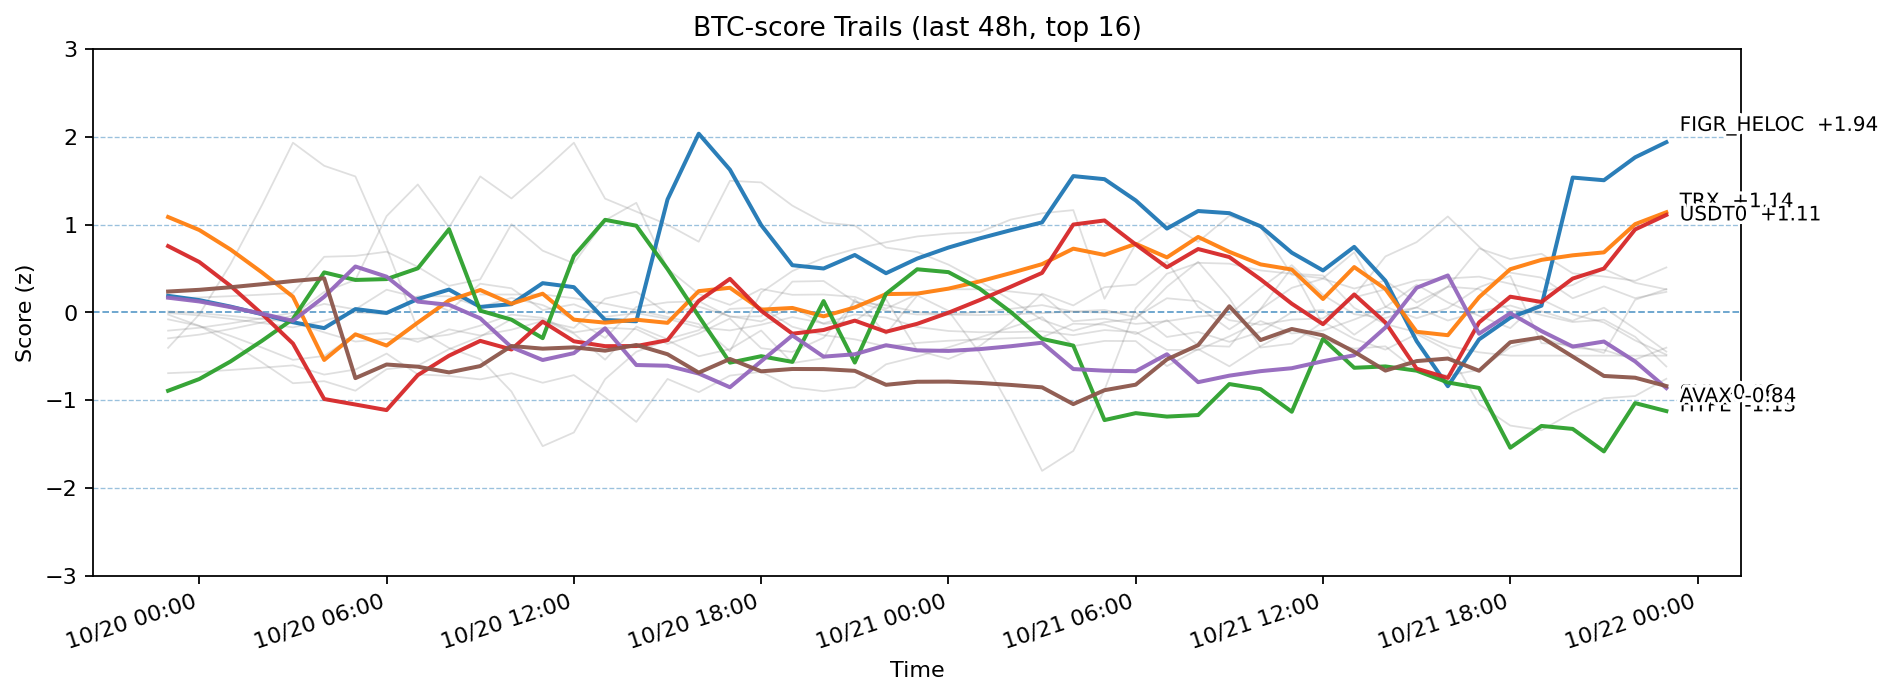 BTC-score Trails (last 48h, top 16)
Score (z)
3
2
1
0
−1
−2
−3
FIGR_HELOC +1.94
TRX +1.14
USDT0 +1.11
AVAX -0.84
10/20 00:00
10/20 06:00
10/20 12:00
10/20 18:00
10/21 00:00
10/21 06:00
10/21 12:00
10/21 18:00
10/22 00:00
Time